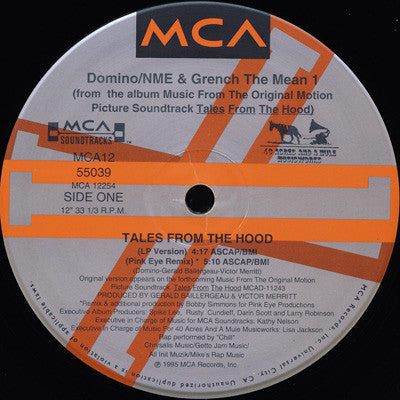 MCA
Domino/NME & Grench The Mean 1
(from the album Music From The Original Motion
Picture Soundtrack Tales From The Hood)
MCA
SOUNDTRACKS™
40 ACRES AND A MULE
MUSICWORKS
MCA12
55039
MCA 12254
SIDE ONE
12" 33 1/3 R.P.M.
TALES FROM THE HOOD
(LP Version) 4:17 ASCAP/BMI
(Pink Eye Remix) * 5:10 ASCAP/BMI
(Domino-Gerald Baillergeau-Victor Merritt)
Original version appears on the forthcoming Music From The Original Motion
Picture Soundtrack Tales From The Hood MCAD-11243
PRODUCED BY GERALD BAILLERGEAU & VICTOR MERRITT
*Remix & additional production by Bobby Simmons for Pink Eye Productions
Executive Album Producers: Spike Lee, Rusty Cundieff, Darin Scott and Larry Robinson
Executive in Charge of Music for MCA Soundtracks: Kathy Nelson
Executive in Charge of Music For 40 Acres And A Mule Musicworks: Lisa Jackson
Rap performed by "Chill"
Chrysalis Music/Getto Jam Music/
All Init Muzik/Mike's Rap Music
℗ ©1995 MCA Records, Inc.
MCA Records, Inc., Universal City, CA. Unauthorized duplication is a violation of applicable laws.